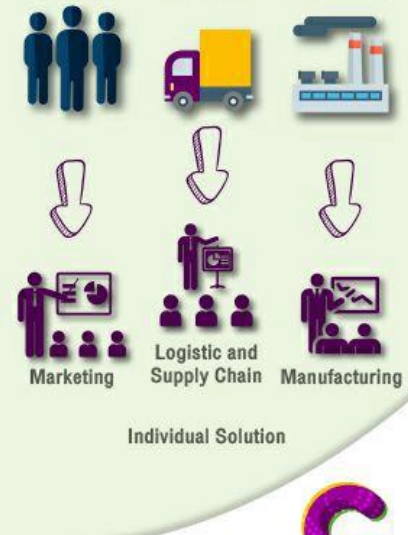 Marketing
Logistic and
Supply Chain
Manufacturing
Individual Solution